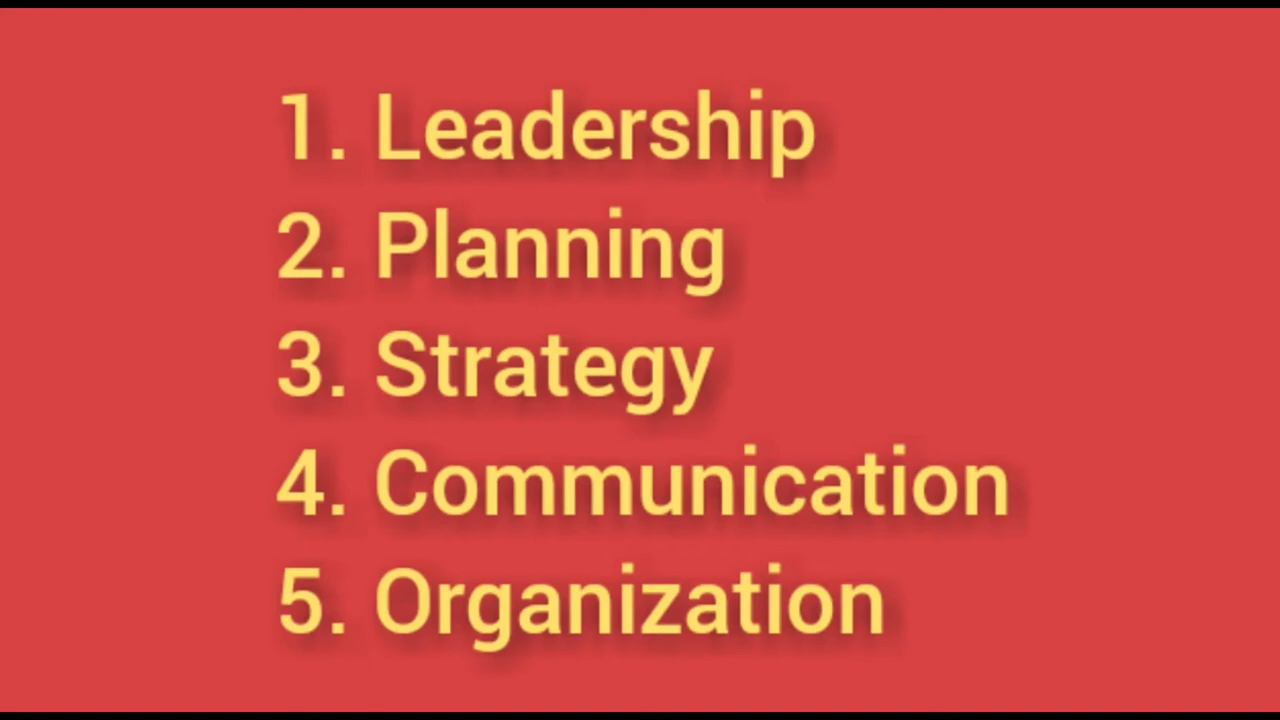 1. Leadership
2. Planning
3. Strategy
4. Communication
5. Organization